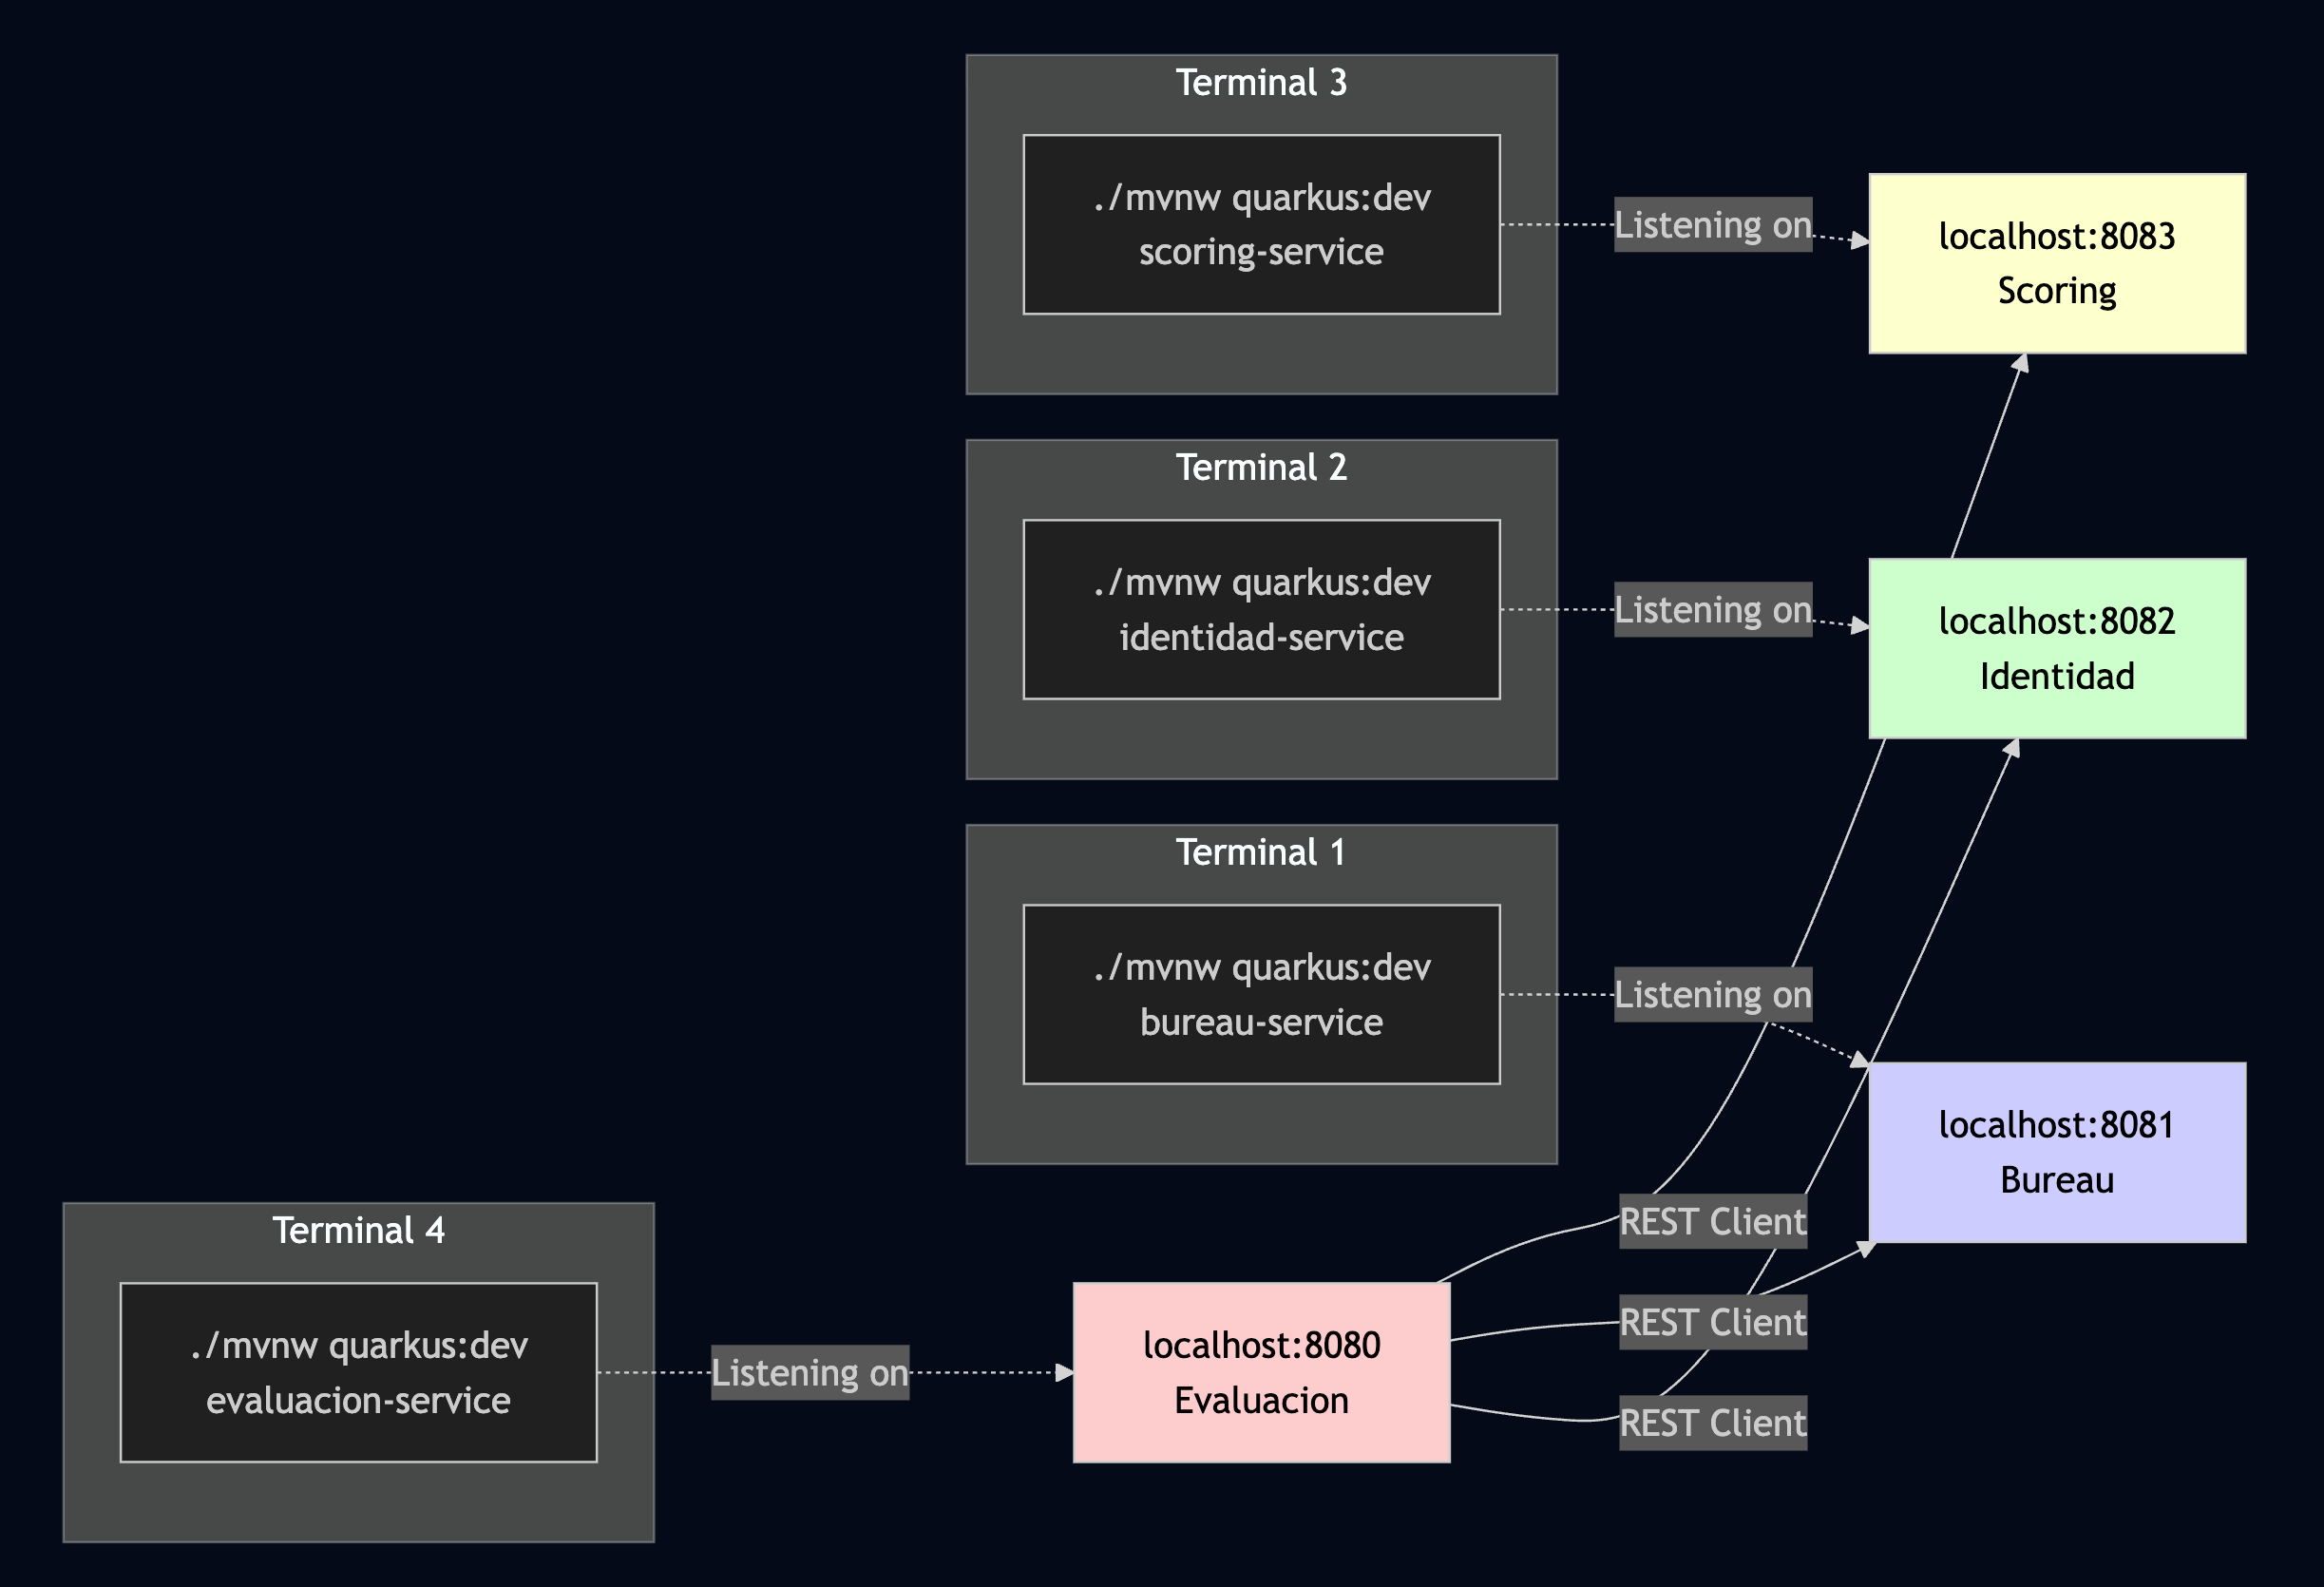 Terminal 3
./mvnw quarkus:dev
scoring-service
Listening on
localhost:8083
Scoring
Terminal 2
./mvnw quarkus:dev
identidad-service
Listening on
localhost:8082
Identidad
Terminal 1
./mvnw quarkus:dev
bureau-service
Listening on
localhost:8081
Bureau
Terminal 4
./mvnw quarkus:dev
evaluacion-service
Listening on
localhost:8080
Evaluacion
REST Client
REST Client
REST Client